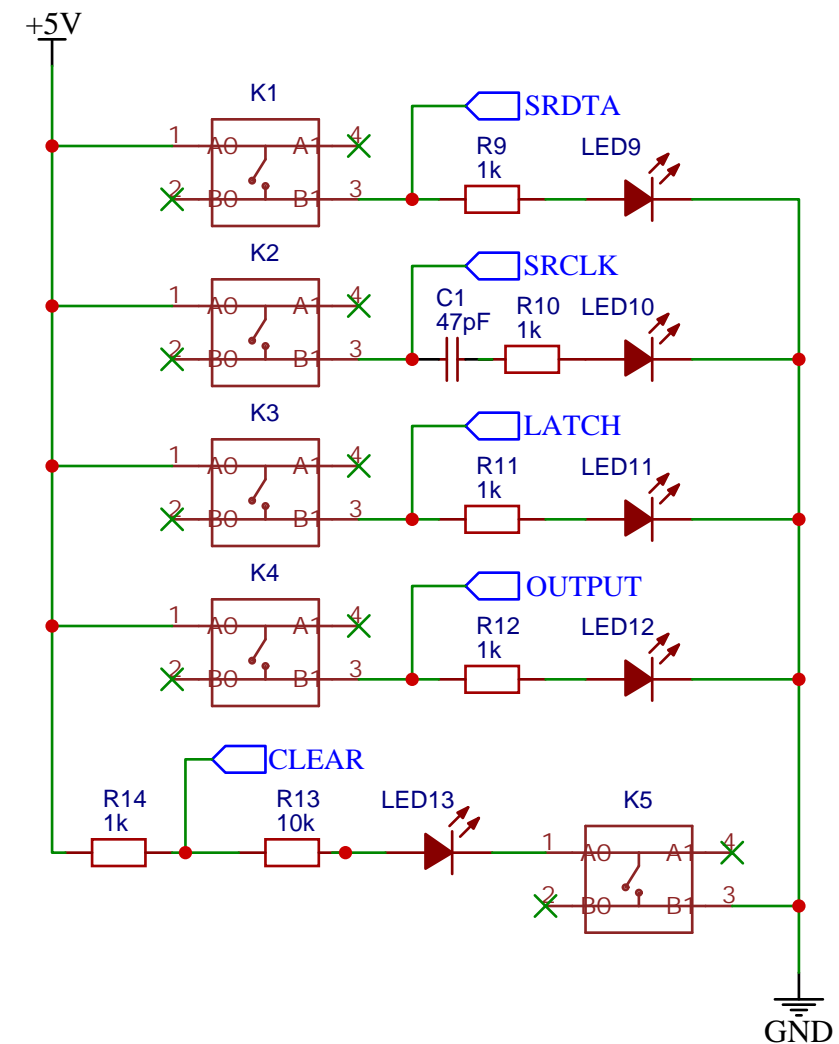 +5V
K1
SRDTA
1 A0 A1 4
R9
1k
LED9
2 B0 B1 3
K2
SRCLK
1 A0 A1 4
C1
47pF
R10
1k
LED10
2 B0 B1 3
K3
LATCH
1 A0 A1 4
R11
1k
LED11
2 B0 B1 3
K4
OUTPUT
1 A0 A1 4
R12
1k
LED12
2 B0 B1 3
CLEAR
R14
1k
R13
10k
LED13
K5
1 A0 A1 4
2 B0 B1 3
GND